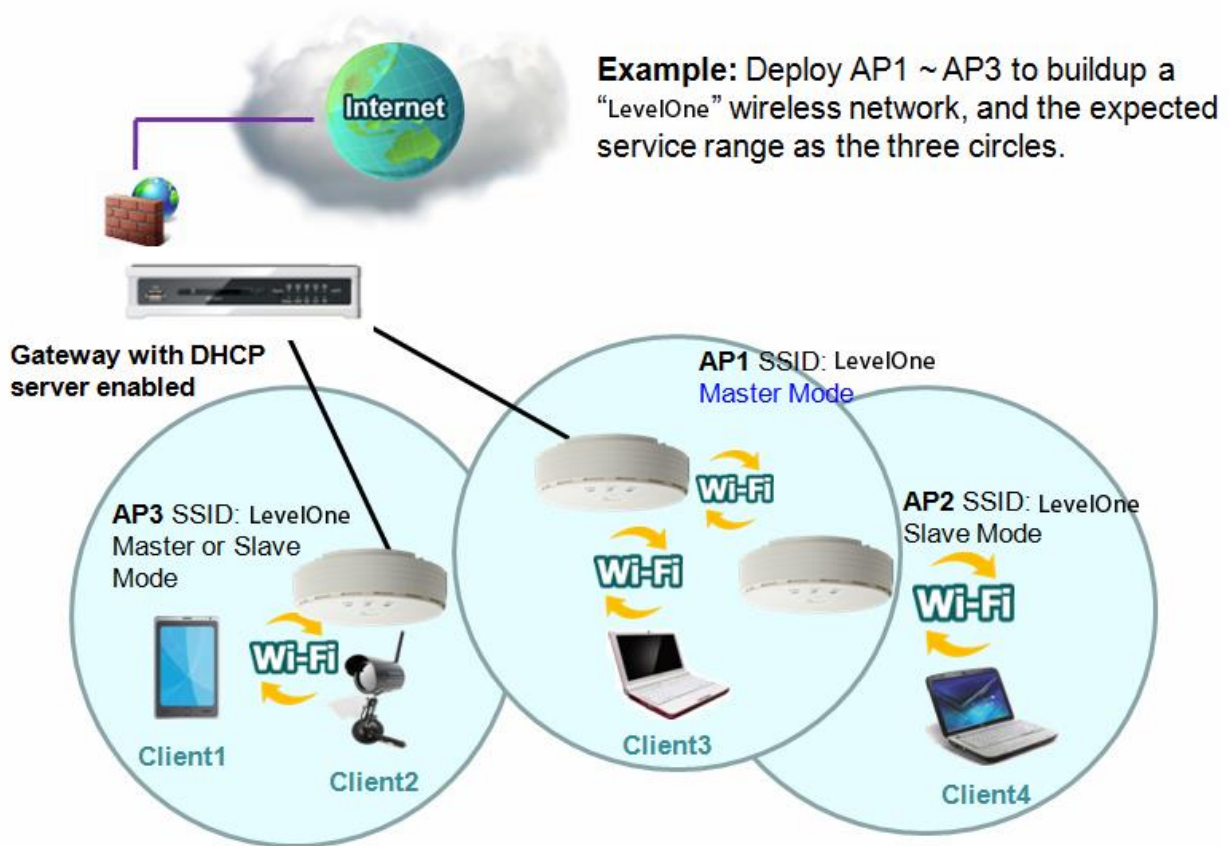 Internet
Example: Deploy AP1 ~ AP3 to buildup a
“LevelOne” wireless network, and the expected
service range as the three circles.
Gateway with DHCP
server enabled
AP1 SSID: LevelOne
Master Mode
Wi-Fi
AP3 SSID: LevelOne
Master or Slave
Mode
AP2 SSID: LevelOne
Slave Mode
Wi-Fi
Wi-Fi
Wi-Fi
Client1
Client2
Client3
Client4